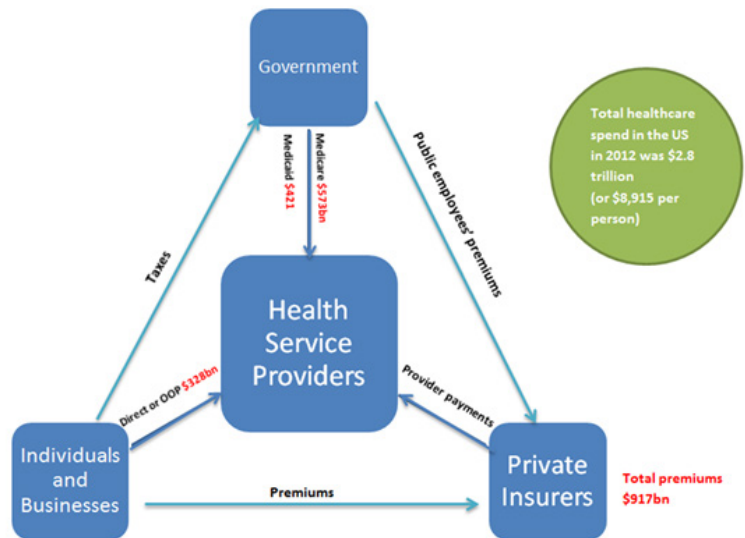 Government
Total healthcare
spend in the US
in 2012 was $2.8
trillion
(or $8,915 per
person)
Medicaid $421
Medicare $573bn
Public employees' premiums
Taxes
Health
Service
Providers
Direct or OOP $328bn
Provider payments
Individuals
and
Businesses
Premiums
Private
Insurers
Total premiums
$917bn